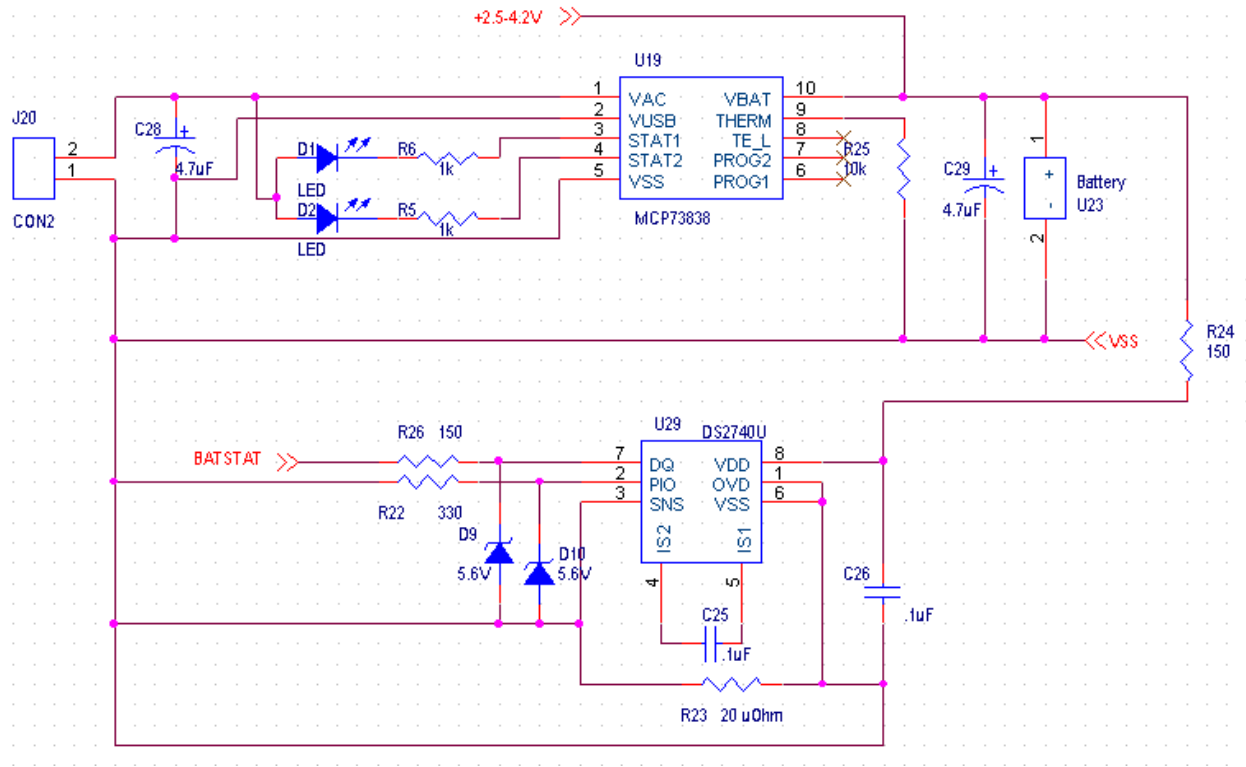 +2.5-4.2V
U19
1 VAC VBAT 10
2 VUSB THERM 9
3 STAT1 TE_L 8
4 STAT2 PROG2 7
5 VSS PROG1 6
MCP73838
J20
2
1
CON2
C28
4.7uF
D1
LED
R6
1k
D2
LED
R5
1k
R25
10k
C29
4.7uF
1
+
Battery
-
U23
2
VSS
R24
150
U29
DS2740U
BATSTAT
R26 150
7 DQ VDD 8
2 PIO OVD 1
3 SNS VSS 6
IS2 IS1
4 5
R22 330
D9
5.6V
D10
5.6V
C25
.1uF
C26
.1uF
R23 20 uOhm